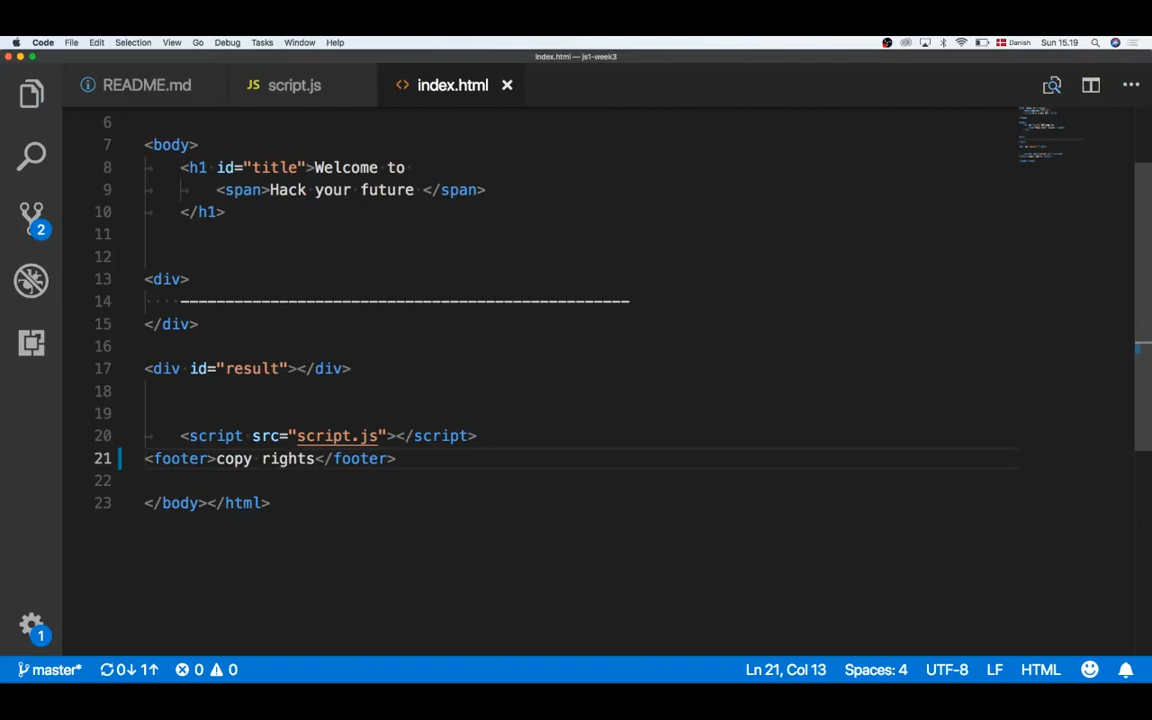 Code File Edit Selection View Go Debug Tasks Window Help Danish Sun 15.19
index.html — js1-week3
README.md JS script.js <> index.html
6
7 <body>
8 <h1 id="title">Welcome to
9 <span>Hack your future </span>
10 </h1>
11
12
13 <div>
14 --------------------------------------------------
15 </div>
16
17 <div id="result"></div>
18
19
20 <script src="script.js"></script>
21 <footer>copy rights</footer>
22
23 </body></html>
2
1
master* 0↓ 1↑ 0 0 Ln 21, Col 13 Spaces: 4 UTF-8 LF HTML